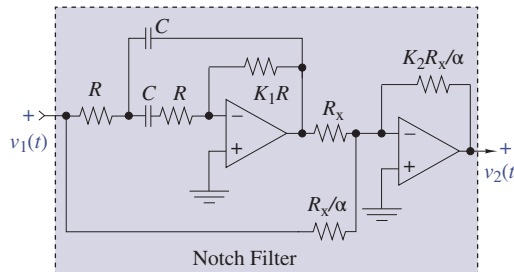 C
K₂Rₓ/α
R
C
R
K₁R
Rₓ
+
−
−
v₁(t)
+
+
+
v₂(t
Rₓ/α
Notch Filter